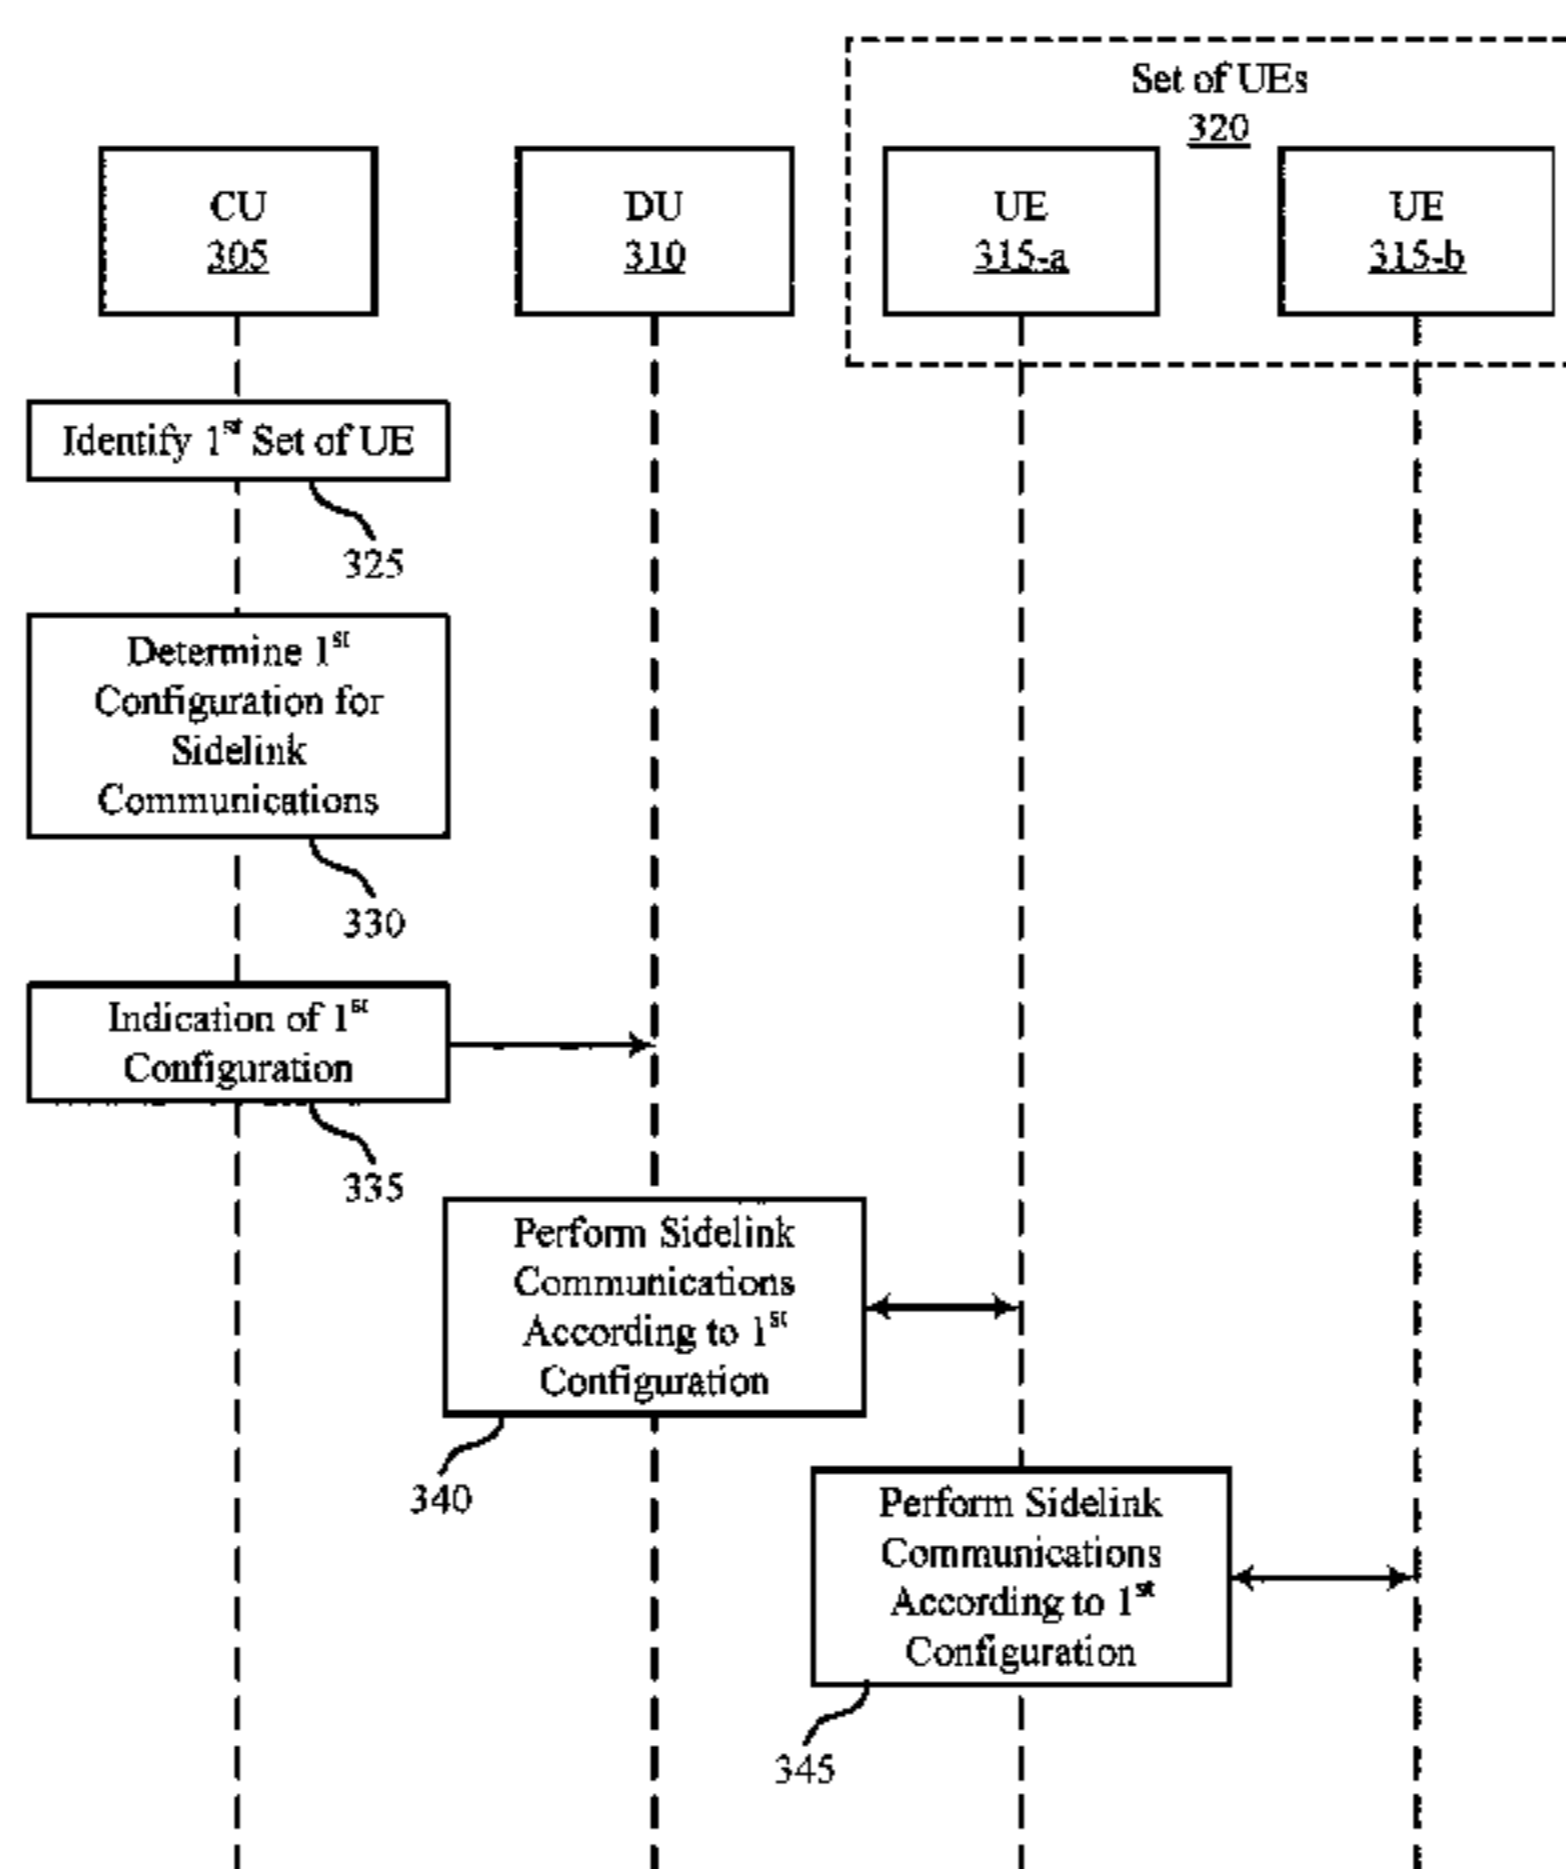 Set of UEs
320
CU
305
DU
310
UE
315-a
UE
315-b
Identify 1st Set of UE
325
Determine 1st
Configuration for
Sidelink
Communications
330
Indication of 1st
Configuration
335
Perform Sidelink
Communications
According to 1st
Configuration
340
Perform Sidelink
Communications
According to 1st
Configuration
345